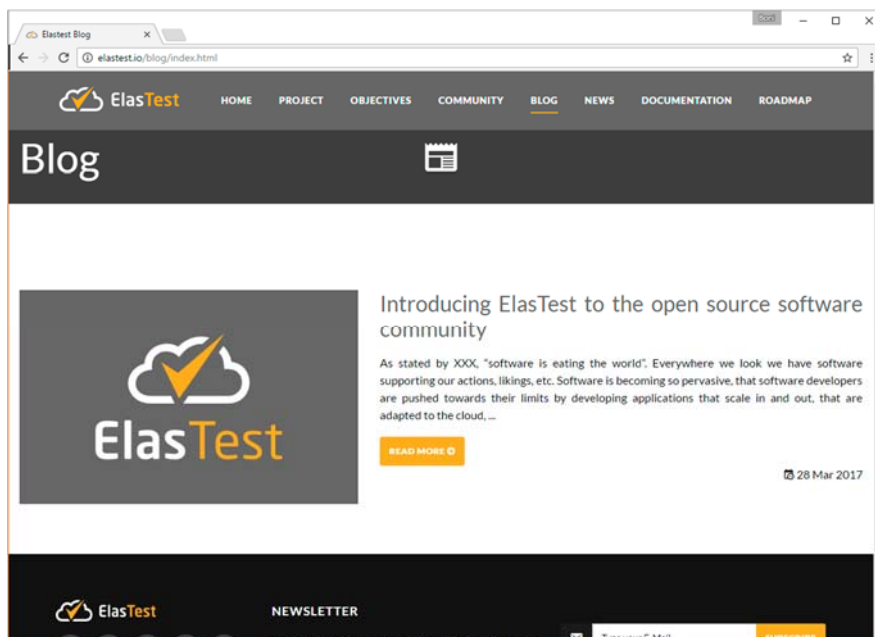 Elastest Blog
elastest.io/blog/index.html
ElasTest HOME PROJECT OBJECTIVES COMMUNITY BLOG NEWS DOCUMENTATION ROADMAP
Blog
ElasTest
Introducing ElasTest to the open source software
community
As stated by XXX, "software is eating the world". Everywhere we look we have software
supporting our actions, likings, etc. Software is becoming so pervasive, that software developers
are pushed towards their limits by developing applications that scale in and out, that are
adapted to the cloud, ...
READ MORE
28 Mar 2017
ElasTest
NEWSLETTER
SUBSCRIBE